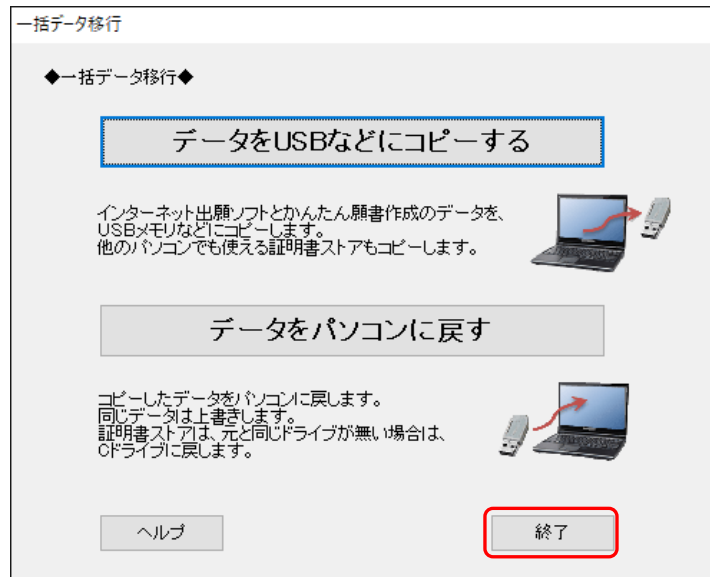 一括データ移行
◆一括データ移行◆
データをUSBなどにコピーする
インターネット出願ソフトとかんたん願書作成のデータを、
USBメモリなどにコピーします。
他のパソコンでも使える証明書ストアもコピーします。
データをパソコンに戻す
コピーしたデータをパソコンに戻します。
同じデータは上書きします。
証明書ストアは、元と同じドライブが無い場合は、
Cドライブに戻します。
ヘルプ
終了